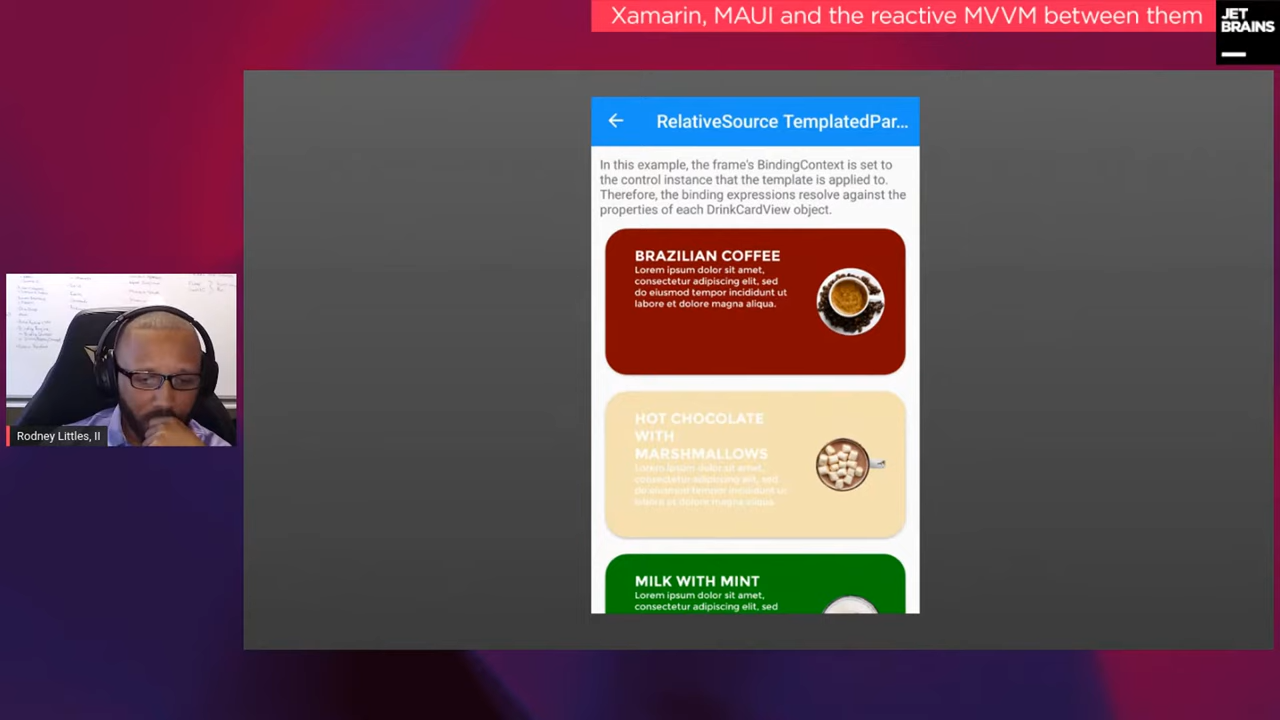 Xamarin, MAUI and the reactive MVVM between them
JET
BRAINS
RelativeSource TemplatedPar...
In this example, the frame's BindingContext is set to
the control instance that the template is applied to.
Therefore, the binding expressions resolve against the
properties of each DrinkCardView object.
BRAZILIAN COFFEE
Lorem ipsum dolor sit amet,
consectetur adipiscing elit, sed
do eiusmod tempor incididunt ut
labore et dolore magna aliqua.
HOT CHOCOLATE
WITH
MARSHMALLOWS
Lorem ipsum dolor sit amet,
consectetur adipiscing elit, sed
do eiusmod tempor incididunt ut
labore et dolore magna aliqua.
MILK WITH MINT
Lorem ipsum dolor sit amet,
consectetur adipiscing elit, sed
Rodney Littles, II